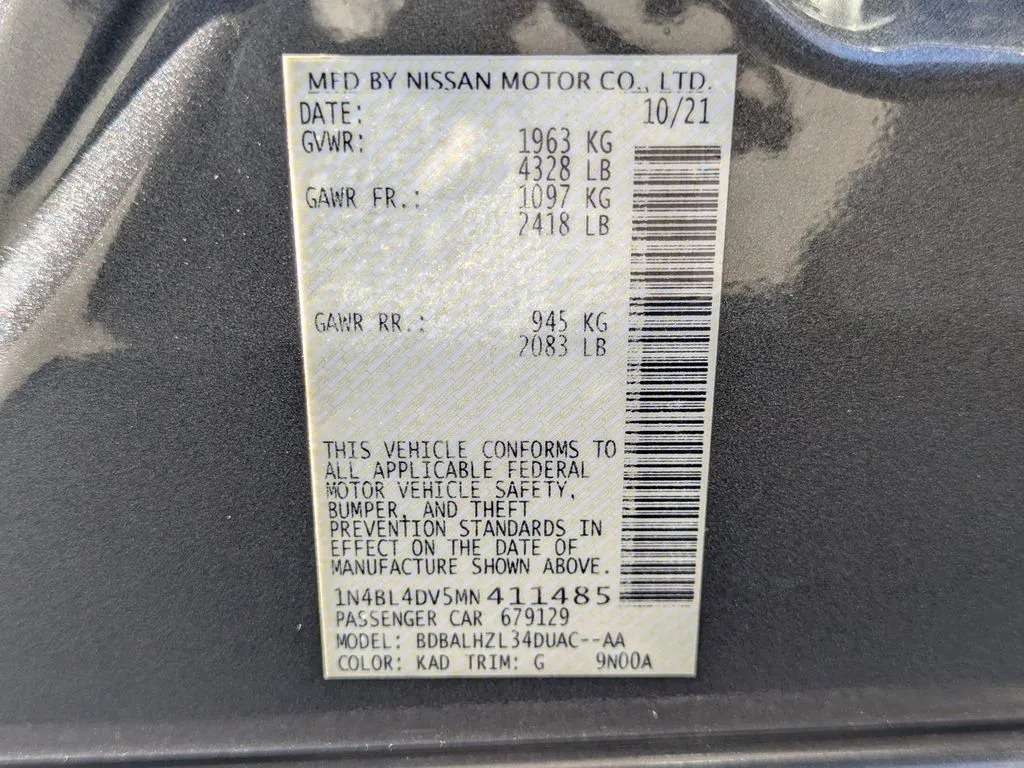 MFD BY NISSAN MOTOR CO., LTD.
DATE: 10/21
GVWR: 1963 KG
4328 LB
GAWR FR.: 1097 KG
2418 LB
GAWR RR.: 945 KG
2083 LB
THIS VEHICLE CONFORMS TO
ALL APPLICABLE FEDERAL
MOTOR VEHICLE SAFETY,
BUMPER, AND THEFT
PREVENTION STANDARDS IN
EFFECT ON THE DATE OF
MANUFACTURE SHOWN ABOVE.
1N4BL4DV5MN411485
PASSENGER CAR 679129
MODEL: BDBALHZL34DUAC--AA
COLOR: KAD TRIM: G 9N00A